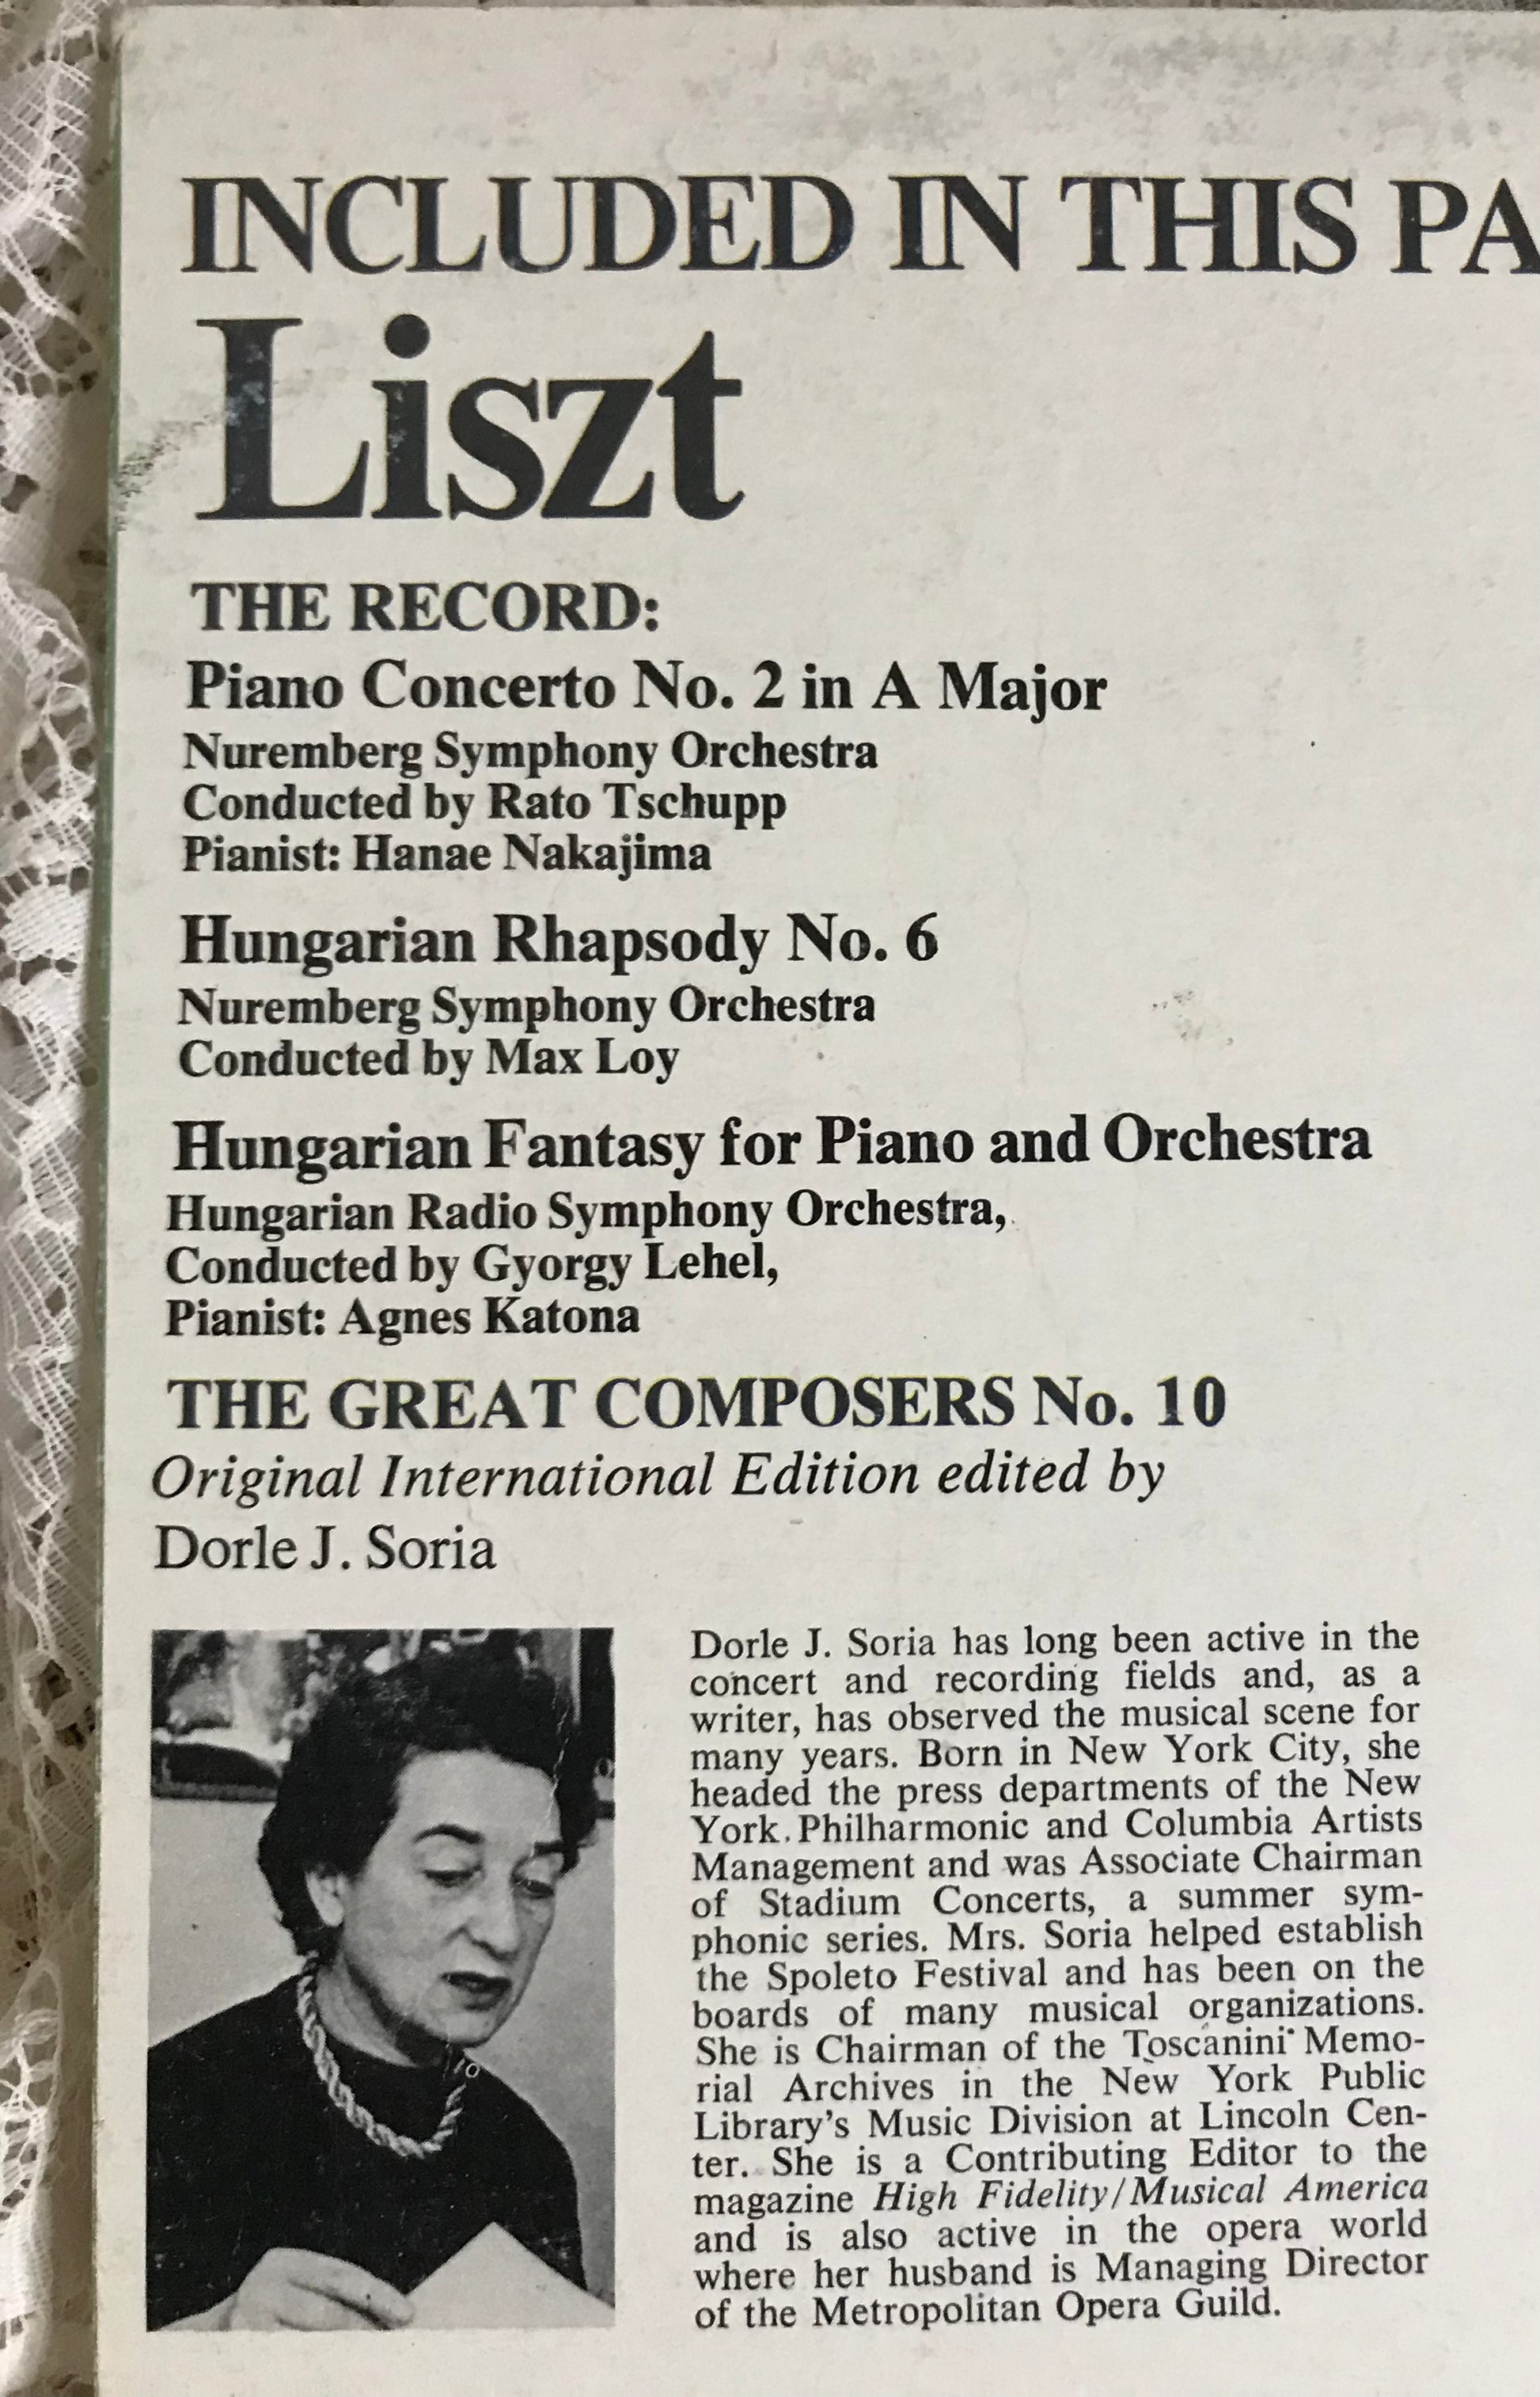 INCLUDED IN THIS PA
Liszt
THE RECORD:
Piano Concerto No. 2 in A Major
Nuremberg Symphony Orchestra
Conducted by Rato Tschupp
Pianist: Hanae Nakajima
Hungarian Rhapsody No. 6
Nuremberg Symphony Orchestra
Conducted by Max Loy
Hungarian Fantasy for Piano and Orchestra
Hungarian Radio Symphony Orchestra,
Conducted by Gyorgy Lehel,
Pianist: Agnes Katona
THE GREAT COMPOSERS No. 10
Original International Edition edited by
Dorle J. Soria
Dorle J. Soria has long been active in the
concert and recording fields and, as a
writer, has observed the musical scene for
many years. Born in New York City, she
headed the press departments of the New
York Philharmonic and Columbia Artists
Management and was Associate Chairman
of Stadium Concerts, a summer sym-
phonic series. Mrs. Soria helped establish
the Spoleto Festival and has been on the
boards of many musical organizations.
She is Chairman of the Toscanini Memo-
rial Archives in the New York Public
Library's Music Division at Lincoln Cen-
ter. She is a Contributing Editor to the
magazine High Fidelity/Musical America
and is also active in the opera world
where her husband is Managing Director
of the Metropolitan Opera Guild.